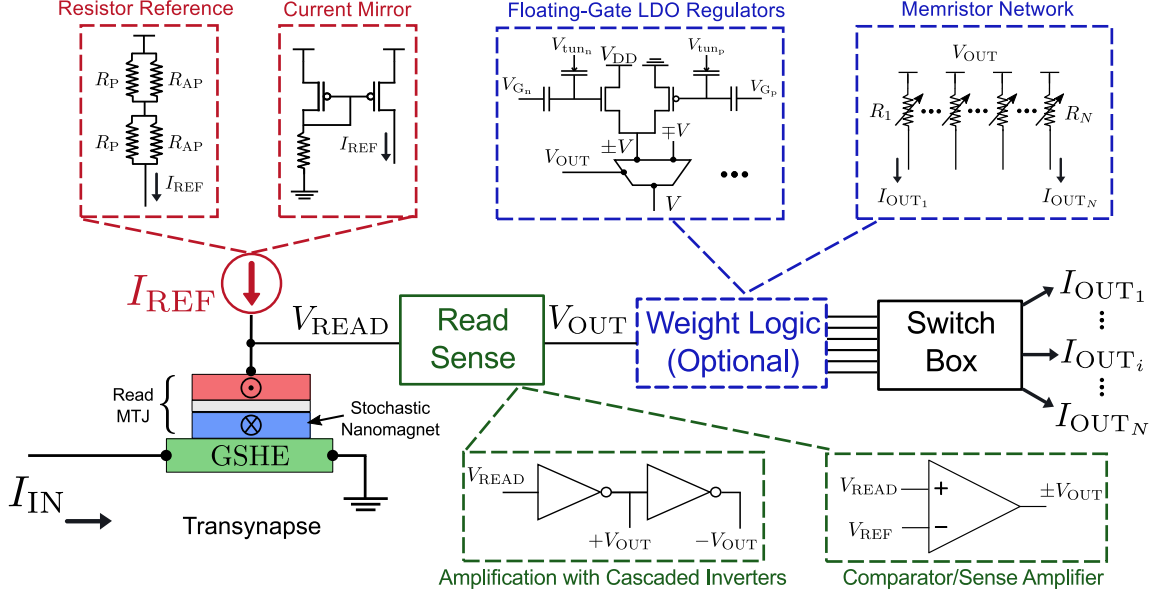 Resistor Reference
Current Mirror
Floating-Gate LDO Regulators
Memristor Network
R_P
R_AP
R_P
R_AP
I_REF
I_REF
V_tun_n
V_DD
V_tun_p
V_G_n
V_G_p
±V
∓V
V_OUT
V
•••
V_OUT
R_1
••• ••• •••
R_N
I_OUT_1
I_OUT_N
I_REF
V_READ
Read
Sense
V_OUT
Weight Logic
(Optional)
Switch
Box
I_OUT_1
I_OUT_i
I_OUT_N
Read
MTJ
Stochastic
Nanomagnet
GSHE
I_IN
Transynapse
V_READ
+V_OUT
−V_OUT
Amplification with Cascaded Inverters
V_READ
+
V_REF
−
±V_OUT
Comparator/Sense Amplifier